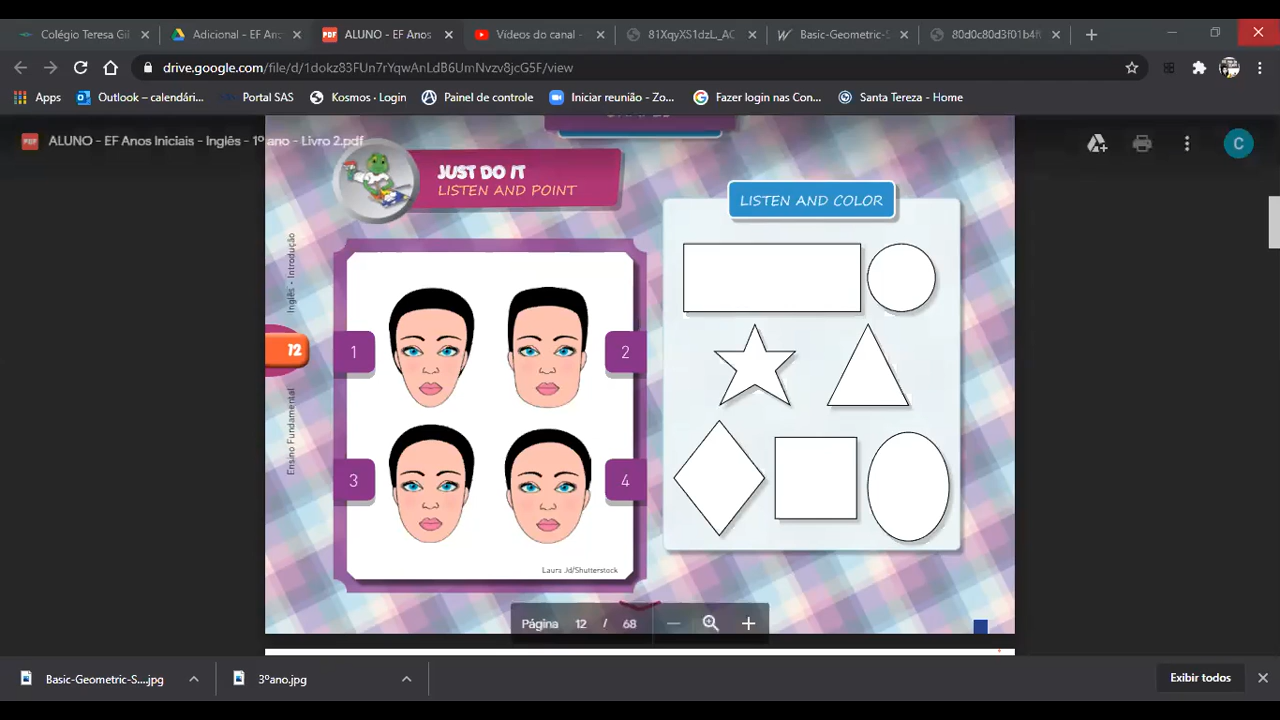 Colégio Teresa Gil
Adicional - EF An
ALUNO - EF Anos
Vídeos do canal -
81XqyXS1dzL_AC
Basic-Geometric-S
80d0c80d3f01b4f
drive.google.com/file/d/1dokz83FUn7rYqwAnLdB6UmNvzv8jcG5F/view
Apps
Outlook – calendári...
Portal SAS
Kosmos · Login
Painel de controle
Iniciar reunião - Zo...
Fazer login nas Con...
Santa Tereza - Home
ALUNO - EF Anos Iniciais - Inglês - 1º ano - Livro 2.pdf
C
JUST DO IT
LISTEN AND POINT
LISTEN AND COLOR
Inglês - Introdução
12
Ensino Fundamental
1
2
3
4
Laura Jd/Shutterstock
Página 12 / 68
Basic-Geometric-S....jpg
3ºano.jpg
Exibir todos